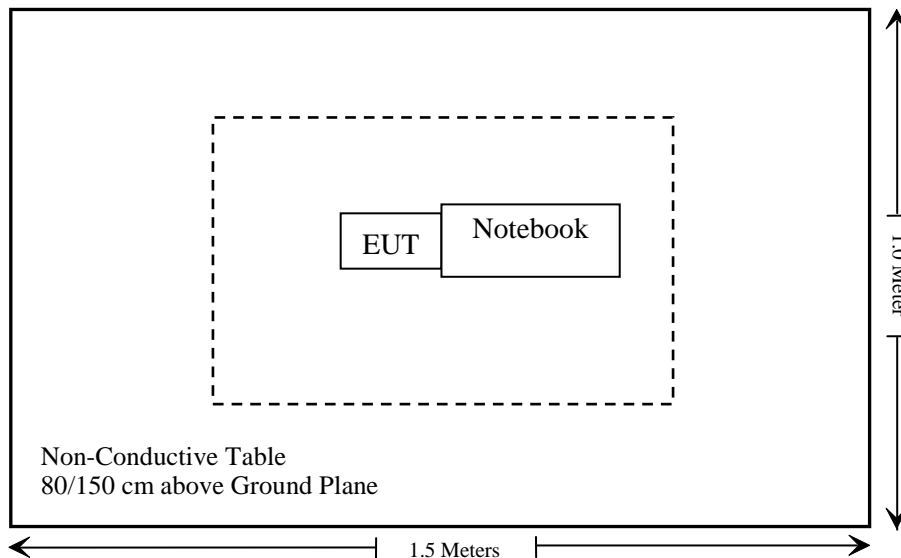 EUT
Notebook
1.0 Meter
Non-Conductive Table
80/150 cm above Ground Plane
1.5 Meters